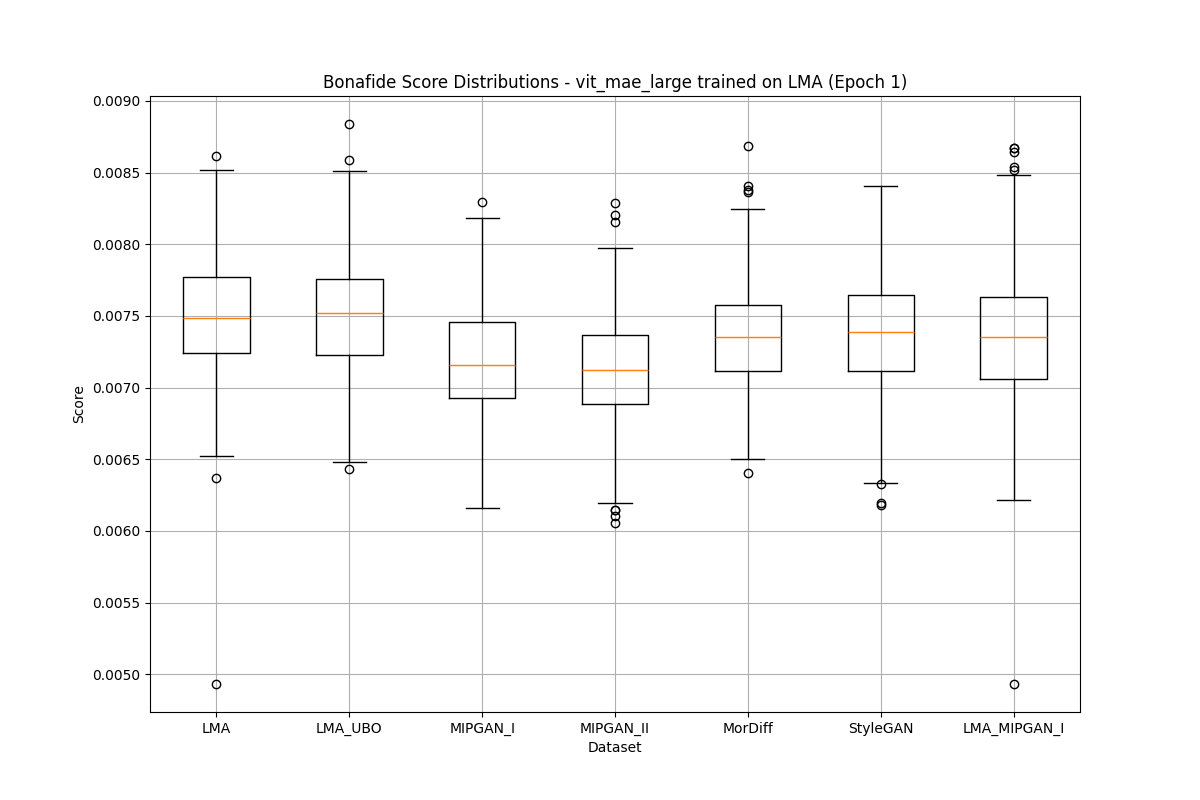 Bonafide Score Distributions - vit_mae_large trained on LMA (Epoch 1)
0.0090
0.0085
0.0080
0.0075
0.0070
0.0065
0.0060
0.0055
0.0050
Score
LMA LMA_UBO MIPGAN_I MIPGAN_II MorDiff StyleGAN LMA_MIPGAN_I
Dataset